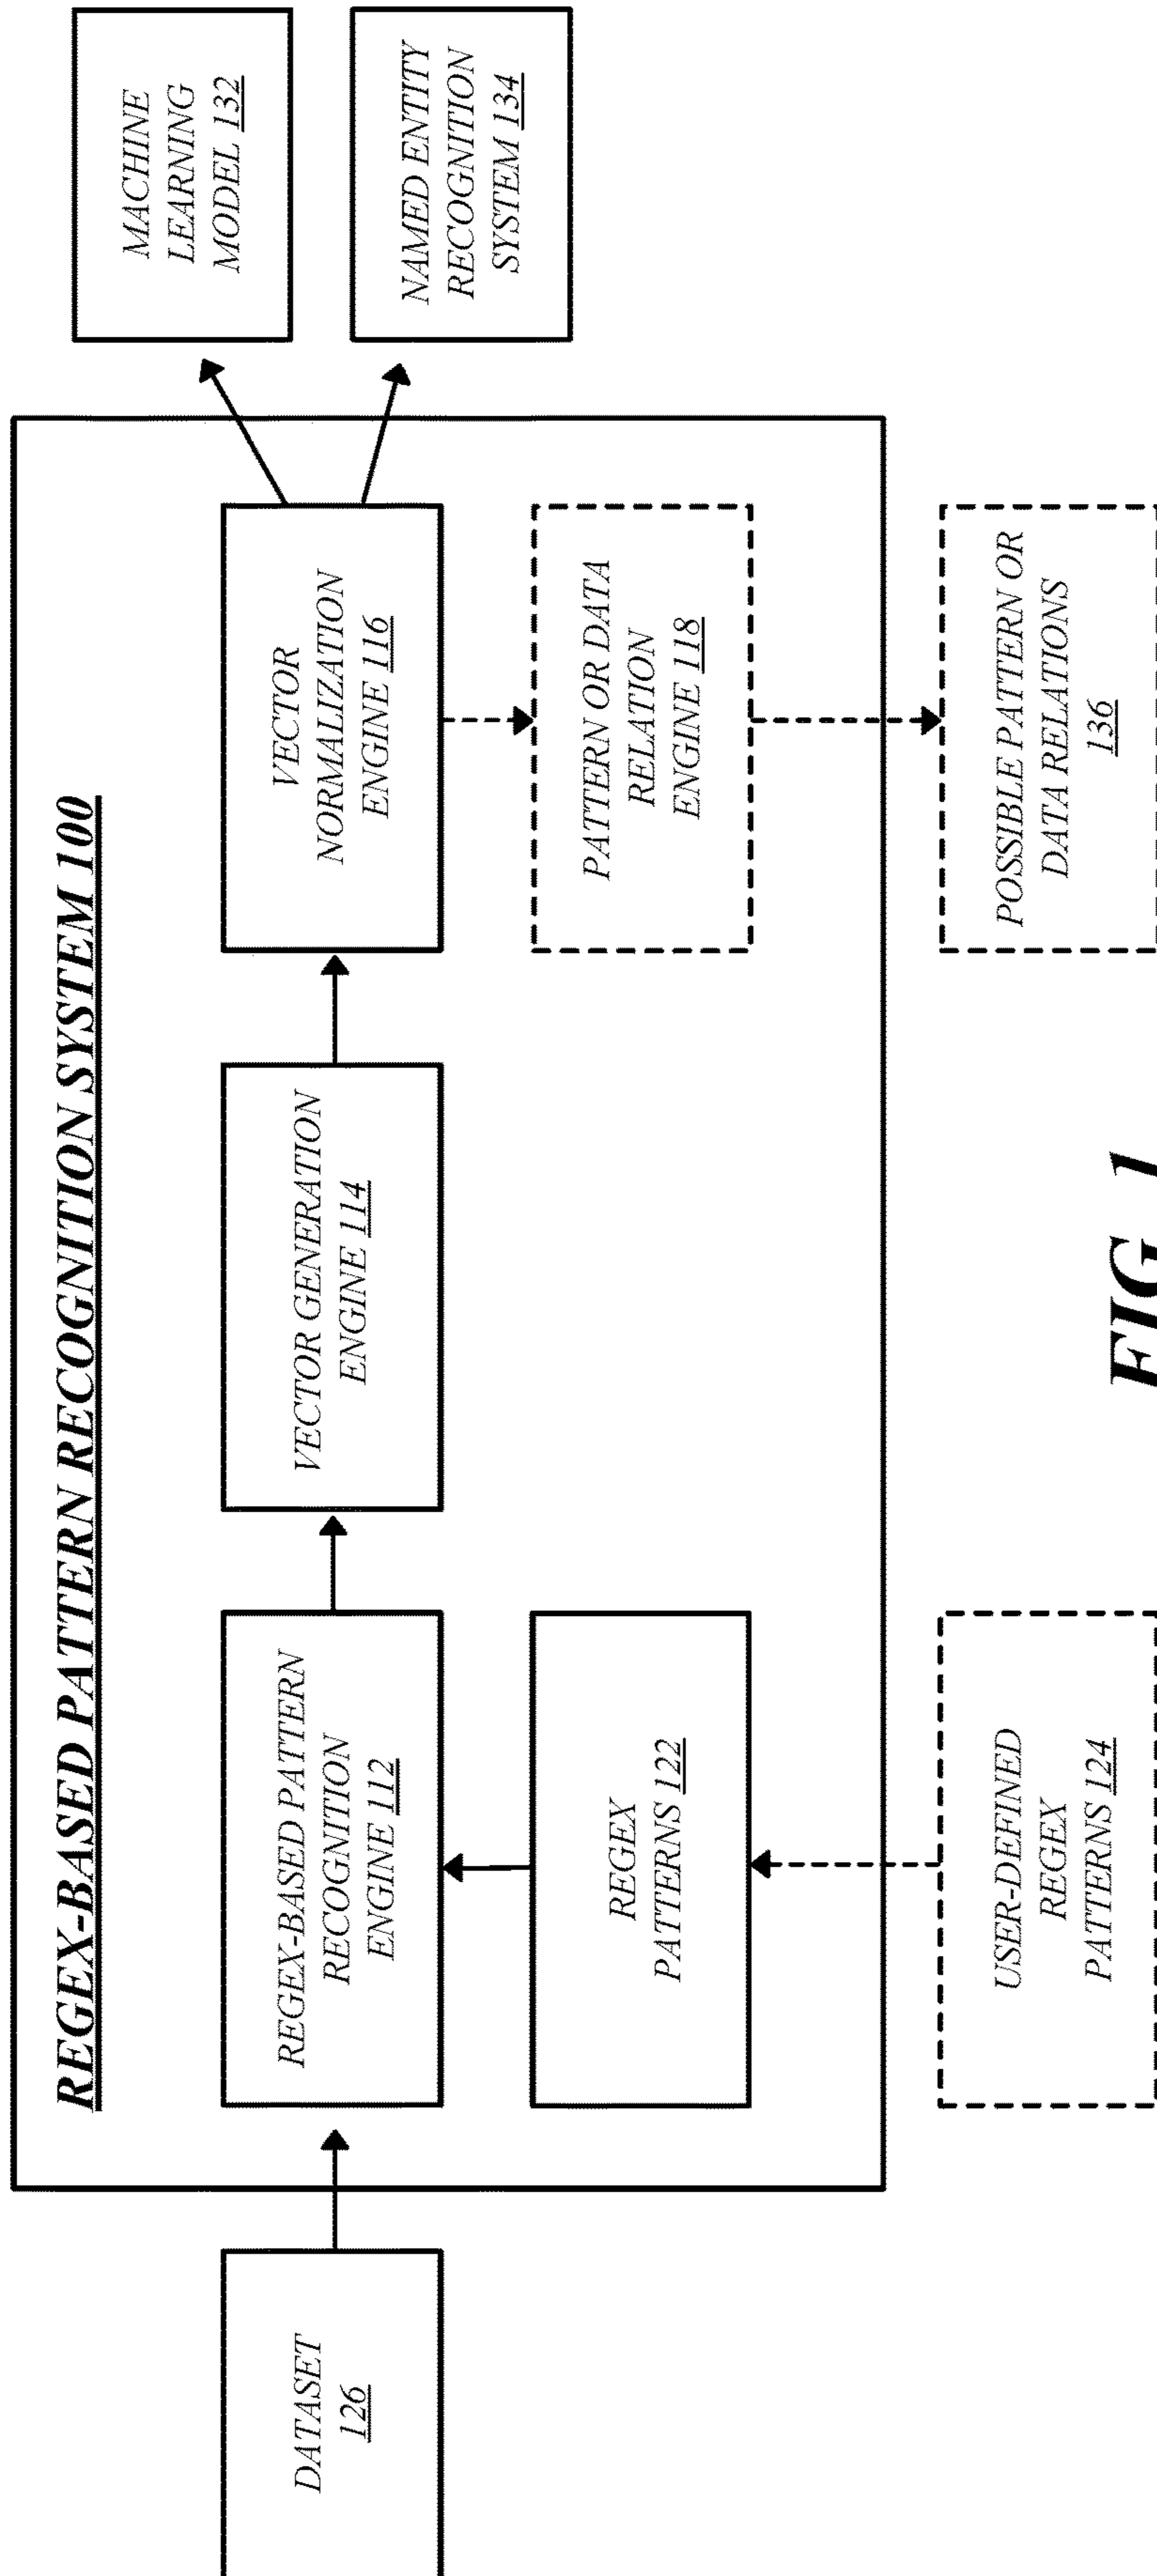 REGEX-BASED PATTERN RECOGNITION SYSTEM 100
DATASET
126
REGEX-BASED PATTERN
RECOGNITION
ENGINE 112
VECTOR GENERATION
ENGINE 114
VECTOR
NORMALIZATION
ENGINE 116
MACHINE
LEARNING
MODEL 132
NAMED ENTITY
RECOGNITION
SYSTEM 134
REGEX
PATTERNS 122
PATTERN OR DATA
RELATION
ENGINE 118
USER-DEFINED
REGEX
PATTERNS 124
POSSIBLE PATTERN OR
DATA RELATIONS
136
FIG. 1